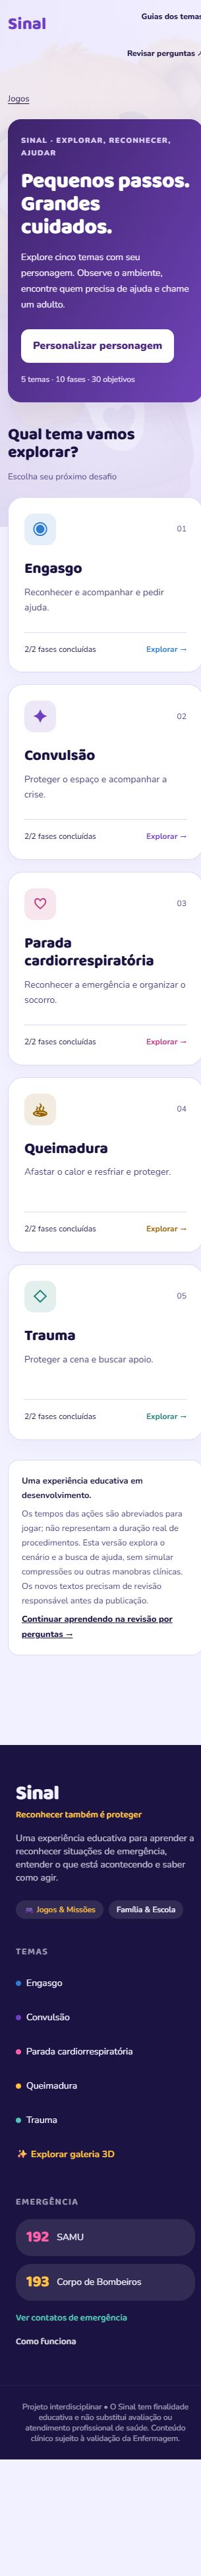 Sinal
Guias dos temas
Revisar perguntas
Jogos
SINAL · EXPLORAR, RECONHECER,
AJUDAR
Pequenos passos.
Grandes
cuidados.
Explore cinco temas com seu
personagem. Observe o ambiente,
encontre quem precisa de ajuda e chame
um adulto.
Personalizar personagem
5 temas · 10 fases · 30 objetivos
Qual tema vamos
explorar?
Escolha seu próximo desafio
01
Engasgo
Reconhecer e acompanhar e pedir
ajuda.
2/2 fases concluídas
Explorar →
02
Convulsão
Proteger o espaço e acompanhar a
crise.
2/2 fases concluídas
Explorar →
03
Parada
cardiorrespiratória
Reconhecer a emergência e organizar o
socorro.
2/2 fases concluídas
Explorar →
04
Queimadura
Afastar o calor e resfriar e proteger.
2/2 fases concluídas
Explorar →
05
Trauma
Proteger a cena e buscar apoio.
2/2 fases concluídas
Explorar →
Uma experiência educativa em
desenvolvimento.
Os tempos das ações são abreviados para
jogar; não representam a duração real de
procedimentos. Esta versão explora o
cenário e a busca de ajuda, sem simular
compressões ou outras manobras clínicas.
Os novos textos precisam de revisão
responsável antes da publicação.
Continuar aprendendo na revisão por
perguntas →
Sinal
Reconhecer também é proteger
Uma experiência educativa para aprender a
reconhecer situações de emergência,
entender o que está acontecendo e saber
como agir.
Jogos & Missões
Família & Escola
TEMAS
Engasgo
Convulsão
Parada cardiorrespiratória
Queimadura
Trauma
Explorar galeria 3D
EMERGÊNCIA
192 SAMU
193 Corpo de Bombeiros
Ver contatos de emergência
Como funciona
Projeto interdisciplinar • O Sinal tem finalidade
educativa e não substitui avaliação ou
atendimento profissional de saúde. Conteúdo
clínico sujeito à validação da Enfermagem.